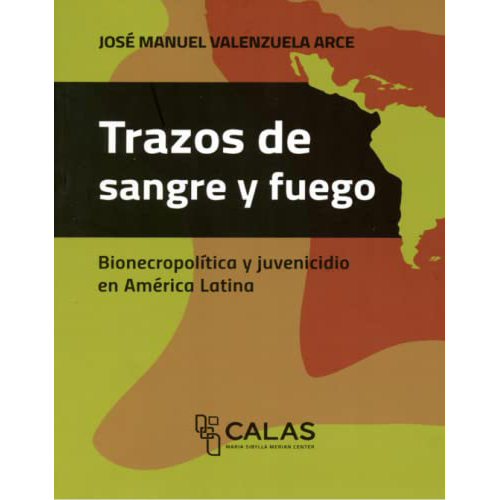 JOSÉ MANUEL VALENZUELA ARCE
Trazos de
sangre y fuego
Bionecropolítica y juvenicidio
en América Latina
CALAS
MARIA SIBYLLA MERIAN CENTER